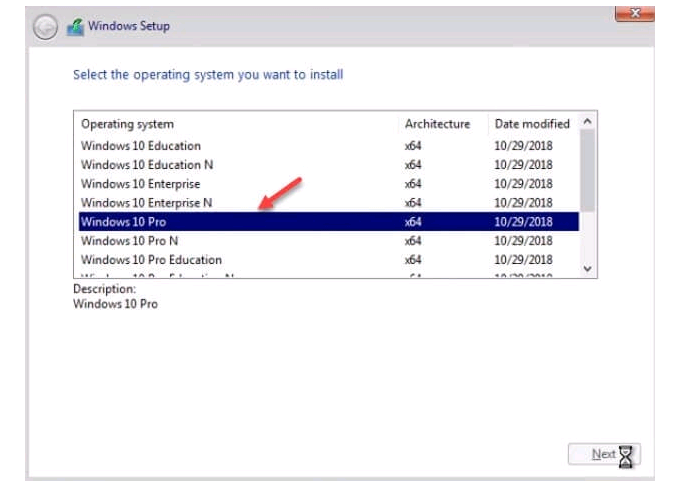 Windows Setup
Select the operating system you want to install
Operating system Architecture Date modified
Windows 10 Education x64 10/29/2018
Windows 10 Education N x64 10/29/2018
Windows 10 Enterprise x64 10/29/2018
Windows 10 Enterprise N x64 10/29/2018
Windows 10 Pro x64 10/29/2018
Windows 10 Pro N x64 10/29/2018
Windows 10 Pro Education x64 10/29/2018
Description:
Windows 10 Pro
Next